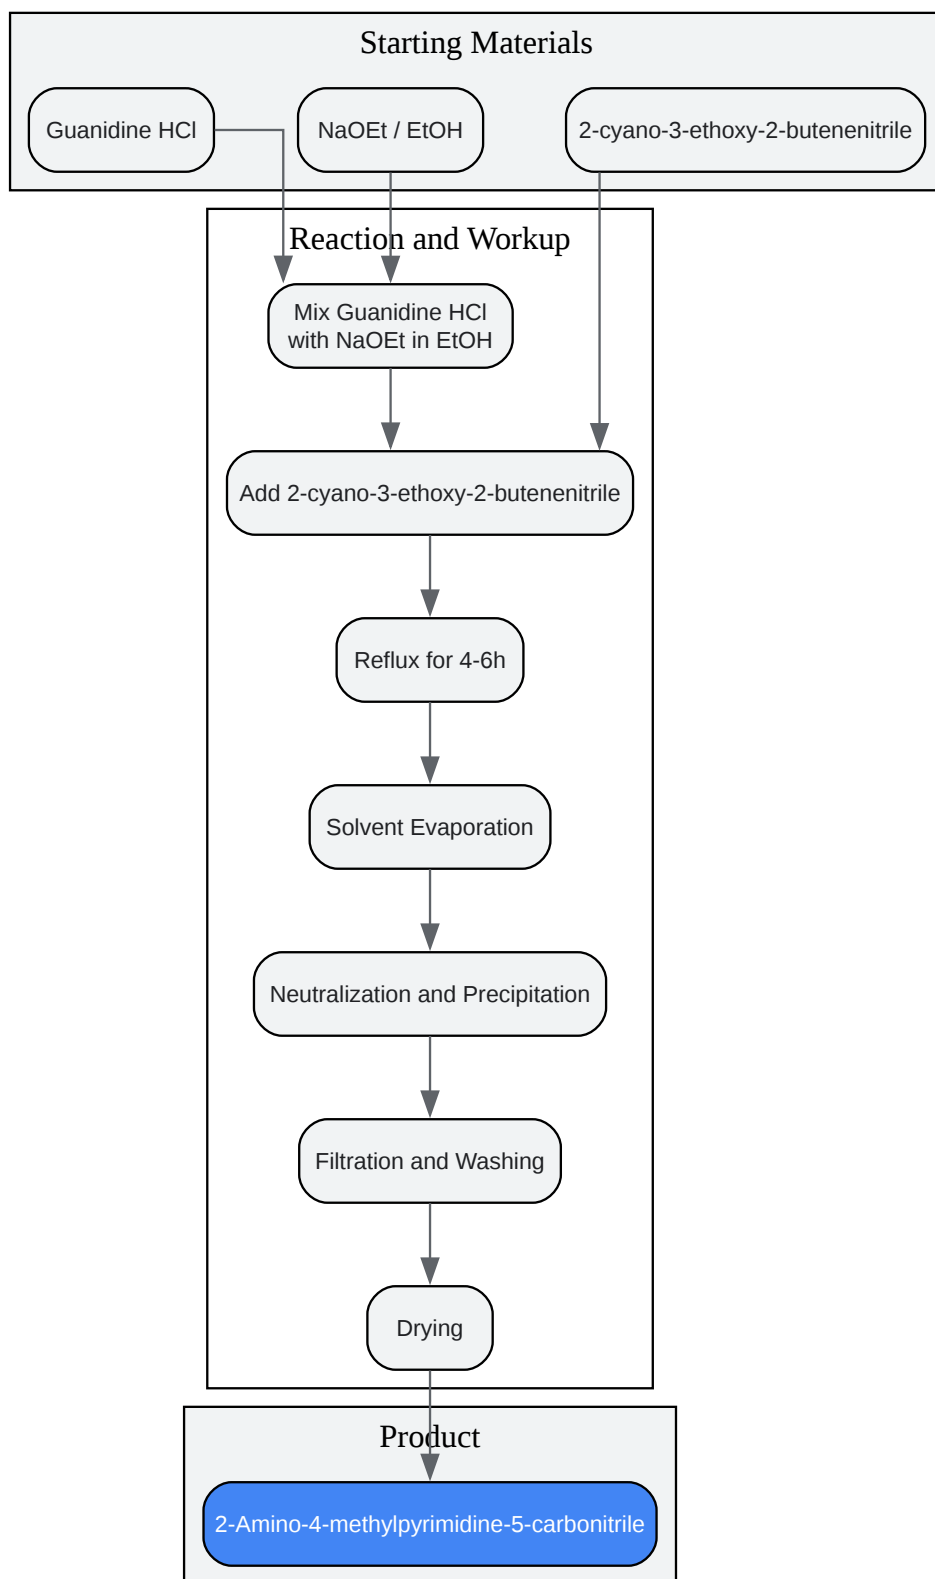 Starting Materials
Guanidine HCl
NaOEt / EtOH
2-cyano-3-ethoxy-2-butenenitrile
Reaction and Workup
Mix Guanidine HCl
with NaOEt in EtOH
Add 2-cyano-3-ethoxy-2-butenenitrile
Reflux for 4-6h
Solvent Evaporation
Neutralization and Precipitation
Filtration and Washing
Drying
Product
2-Amino-4-methylpyrimidine-5-carbonitrile